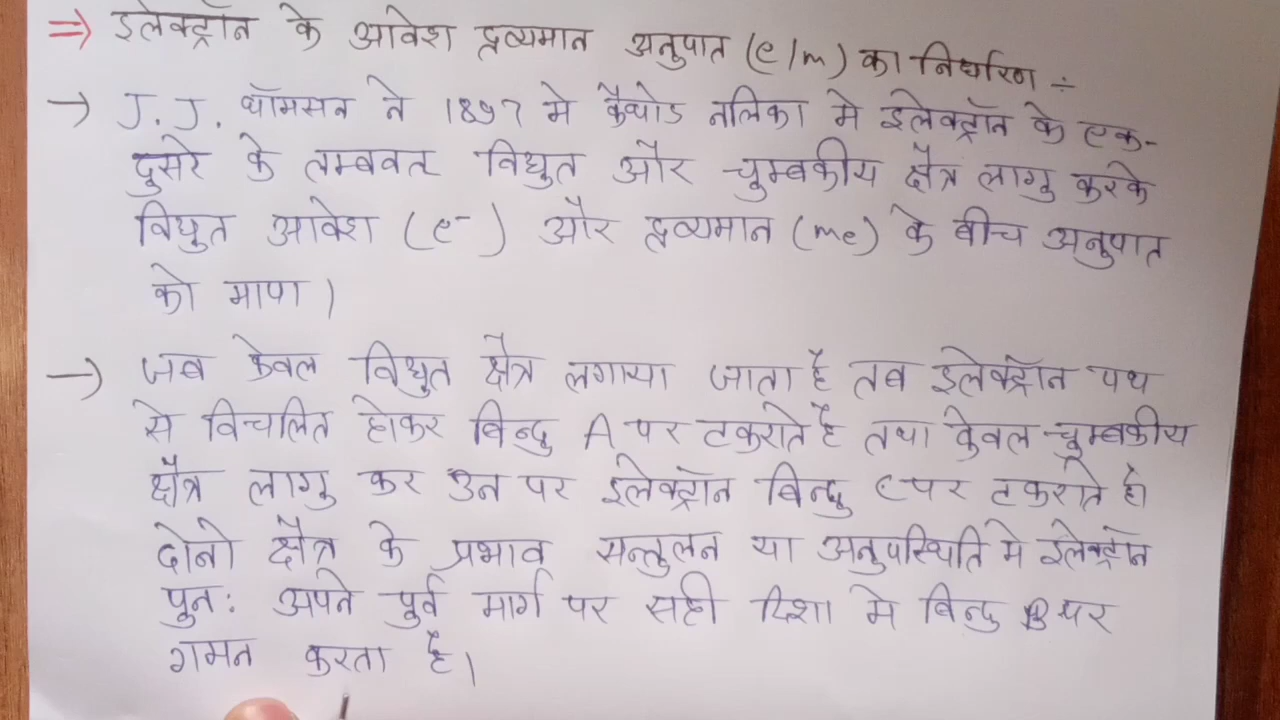 ⇒ इलेक्ट्रॉन के आवेश द्रव्यमान अनुपात (e/m) का निर्धारण ÷
→ J. J. थॉमसन ने 1897 मे कैथोड नलिका मे इलेक्ट्रॉन के एक-
दुसरे के लम्बवत विधुत और चुम्बकीय क्षैत्र लागु करके
विधुत आवेश (e⁻) और द्रव्यमान (me) के बीच अनुपात
को मापा।
→ जब केवल विधुत क्षैत्र लगाया जाता है तब इलेक्ट्रॉन पथ
से विचलित होकर बिन्दु A पर टकराते है तथा केवल चुम्बकीय
क्षैत्र लागु कर उन पर इलेक्ट्रॉन बिन्दु C पर टकराते है।
दोनो क्षैत्र के प्रभाव सन्तुलन या अनुपस्थिति मे इलेक्ट्रॉन
पुन: अपने पुर्व मार्ग पर सही दिशा मे बिन्दु B पर
गमन करता है।